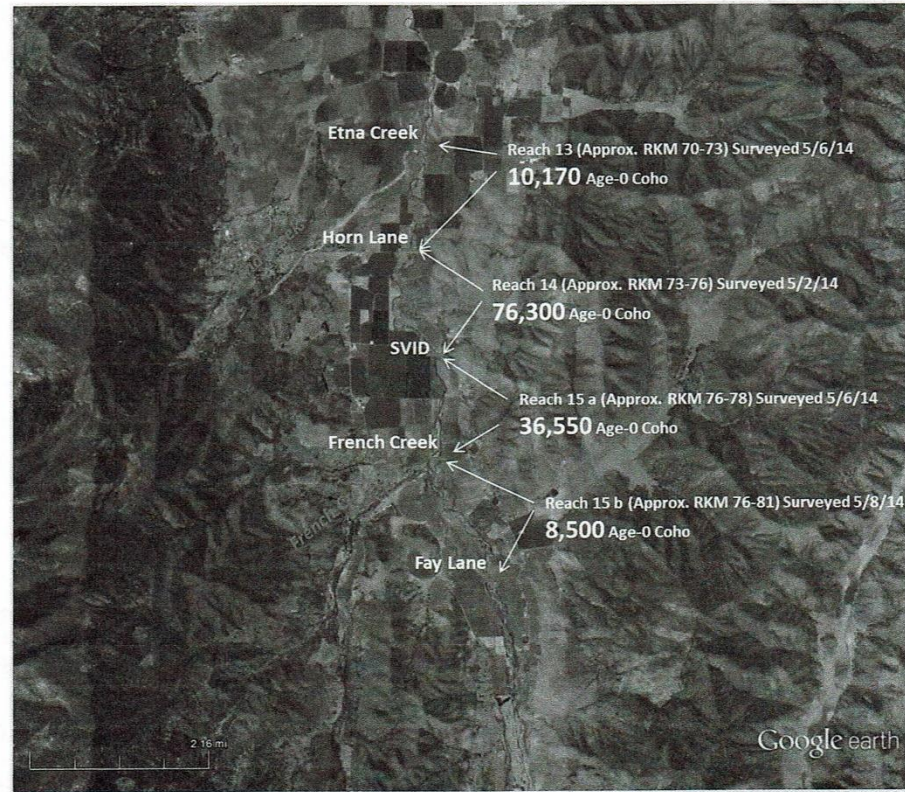 Etna Creek
Reach 13 (Approx. RKM 70-73) Surveyed 5/6/14
10,170 Age-0 Coho
Horn Lane
Reach 14 (Approx. RKM 73-76) Surveyed 5/2/14
76,300 Age-0 Coho
SVID
Reach 15 a (Approx. RKM 76-78) Surveyed 5/6/14
36,550 Age-0 Coho
French Creek
Reach 15 b (Approx. RKM 76-81) Surveyed 5/8/14
8,500 Age-0 Coho
Fay Lane
2.16 mi
Google earth